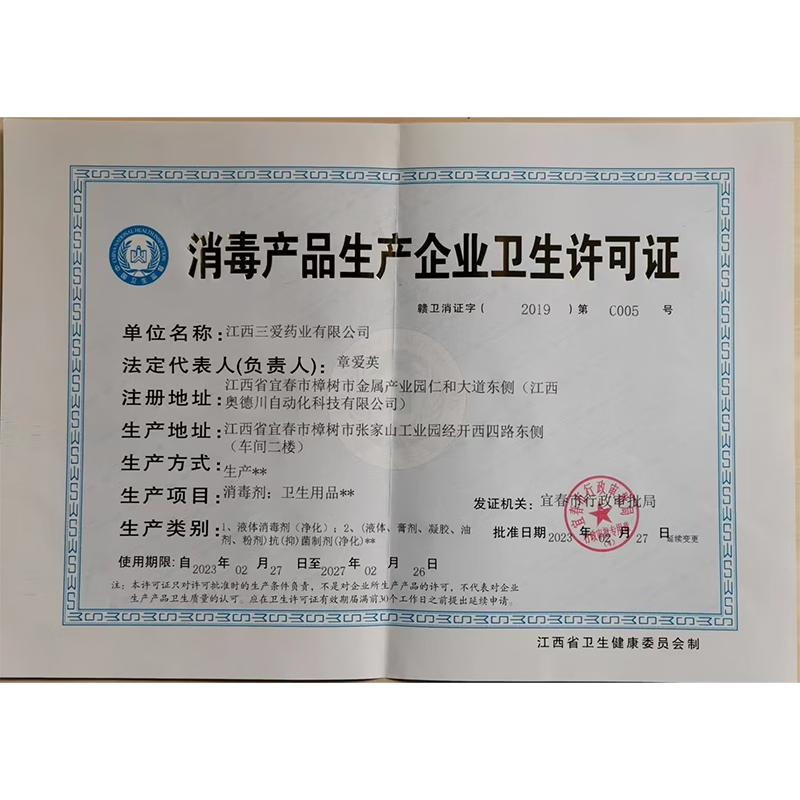 消毒产品生产企业卫生许可证
赣卫消证字( 2019 )第 C005 号
单位名称: 江西三爱药业有限公司
法定代表人(负责人): 章爱英
注册地址: 江西省宜春市樟树市金属产业园仁和大道东侧（江西
奥德川自动化科技有限公司）
生产地址: 江西省宜春市樟树市张家山工业园经开西四路东侧
（车间二楼）
生产方式: 生产**
生产项目: 消毒剂；卫生用品**
生产类别: 1、液体消毒剂（净化）；2、(液体、膏剂、凝胶、油
剂、粉剂)抗(抑)菌制剂(净化)**
发证机关: 宜春市行政审批局
批准日期 2023 年 02 月 27 日 延续变更
使用期限:自 2023 年 02 月 27 日至 2027 年 02 月 26 日
注: 本许可证只对许可批准时的生产条件负责，不是对企业所生产产品的许可，不代表对企业
生产产品卫生质量的认可。应在卫生许可证有效期届满前30个工作日之前提出延续申请。
江西省卫生健康委员会制
宜春市行政审批局